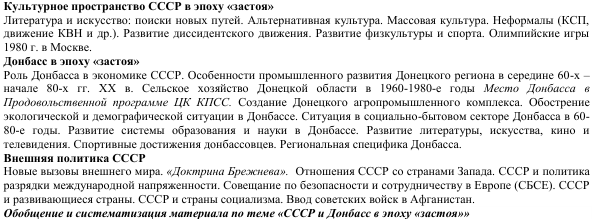 Культурное пространство СССР в эпоху «застоя»
Литература и искусство: поиски новых путей. Альтернативная культура. Массовая культура. Неформалы (КСП,
движение КВН и др.). Развитие диссидентского движения. Развитие физкультуры и спорта. Олимпийские игры
1980 г. в Москве.
Донбасс в эпоху «застоя»
Роль Донбасса в экономике СССР. Особенности промышленного развития Донецкого региона в середине 60-х –
начале 80-х гг. XX в. Сельское хозяйство Донецкой области в 1960-1980-е годы Место Донбасса в
Продовольственной программе ЦК КПСС. Создание Донецкого агропромышленного комплекса. Обострение
экологической и демографической ситуации в Донбассе. Ситуация в социально-бытовом секторе Донбасса в 60-
80-е годы. Развитие системы образования и науки в Донбассе. Развитие литературы, искусства, кино и
телевидения. Спортивные достижения донбассовцев. Региональная специфика Донбасса.
Внешняя политика СССР
Новые вызовы внешнего мира. «Доктрина Брежнева». Отношения СССР со странами Запада. СССР и политика
разрядки международной напряженности. Совещание по безопасности и сотрудничеству в Европе (СБСЕ). СССР
и развивающиеся страны. СССР и страны социализма. Ввод советских войск в Афганистан.
Обобщение и систематизация материала по теме «СССР и Донбасс в эпоху «застоя»»